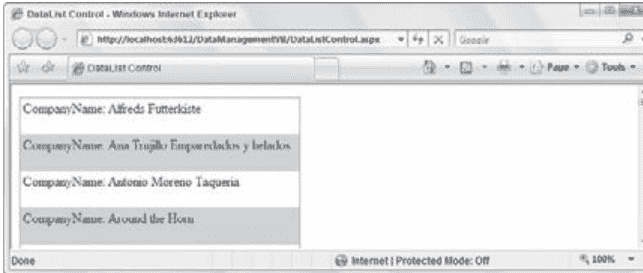 DataList Control - Windows Internet Explorer
http://localhost:63612/DataManagementVB/DataListControl.aspx
Google
DataList Control
Page
Tools
CompanyName: Alfreds Futterkiste
CompanyName: Ana Trujillo Emparedados y helados
CompanyName: Antonio Moreno Taquería
CompanyName: Around the Horn
Done
Internet | Protected Mode: Off
100%